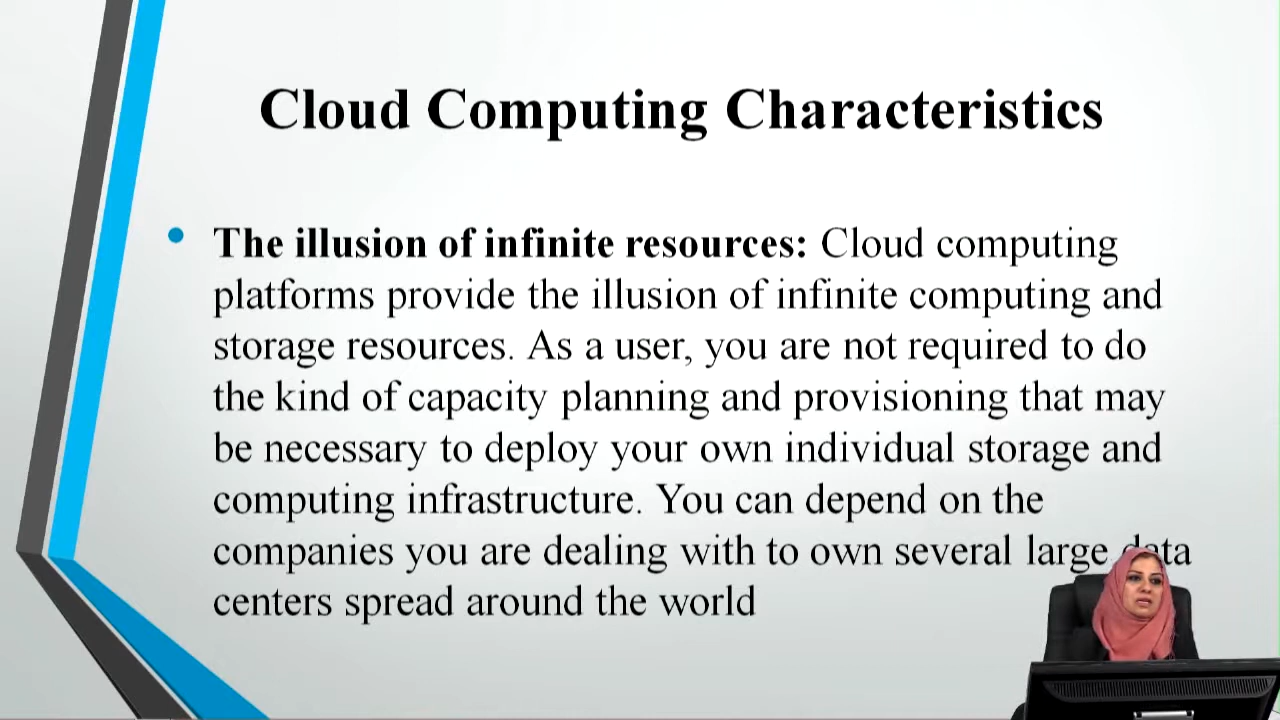 Cloud Computing Characteristics
• The illusion of infinite resources: Cloud computing
platforms provide the illusion of infinite computing and
storage resources. As a user, you are not required to do
the kind of capacity planning and provisioning that may
be necessary to deploy your own individual storage and
computing infrastructure. You can depend on the
companies you are dealing with to own several large data
centers spread around the world